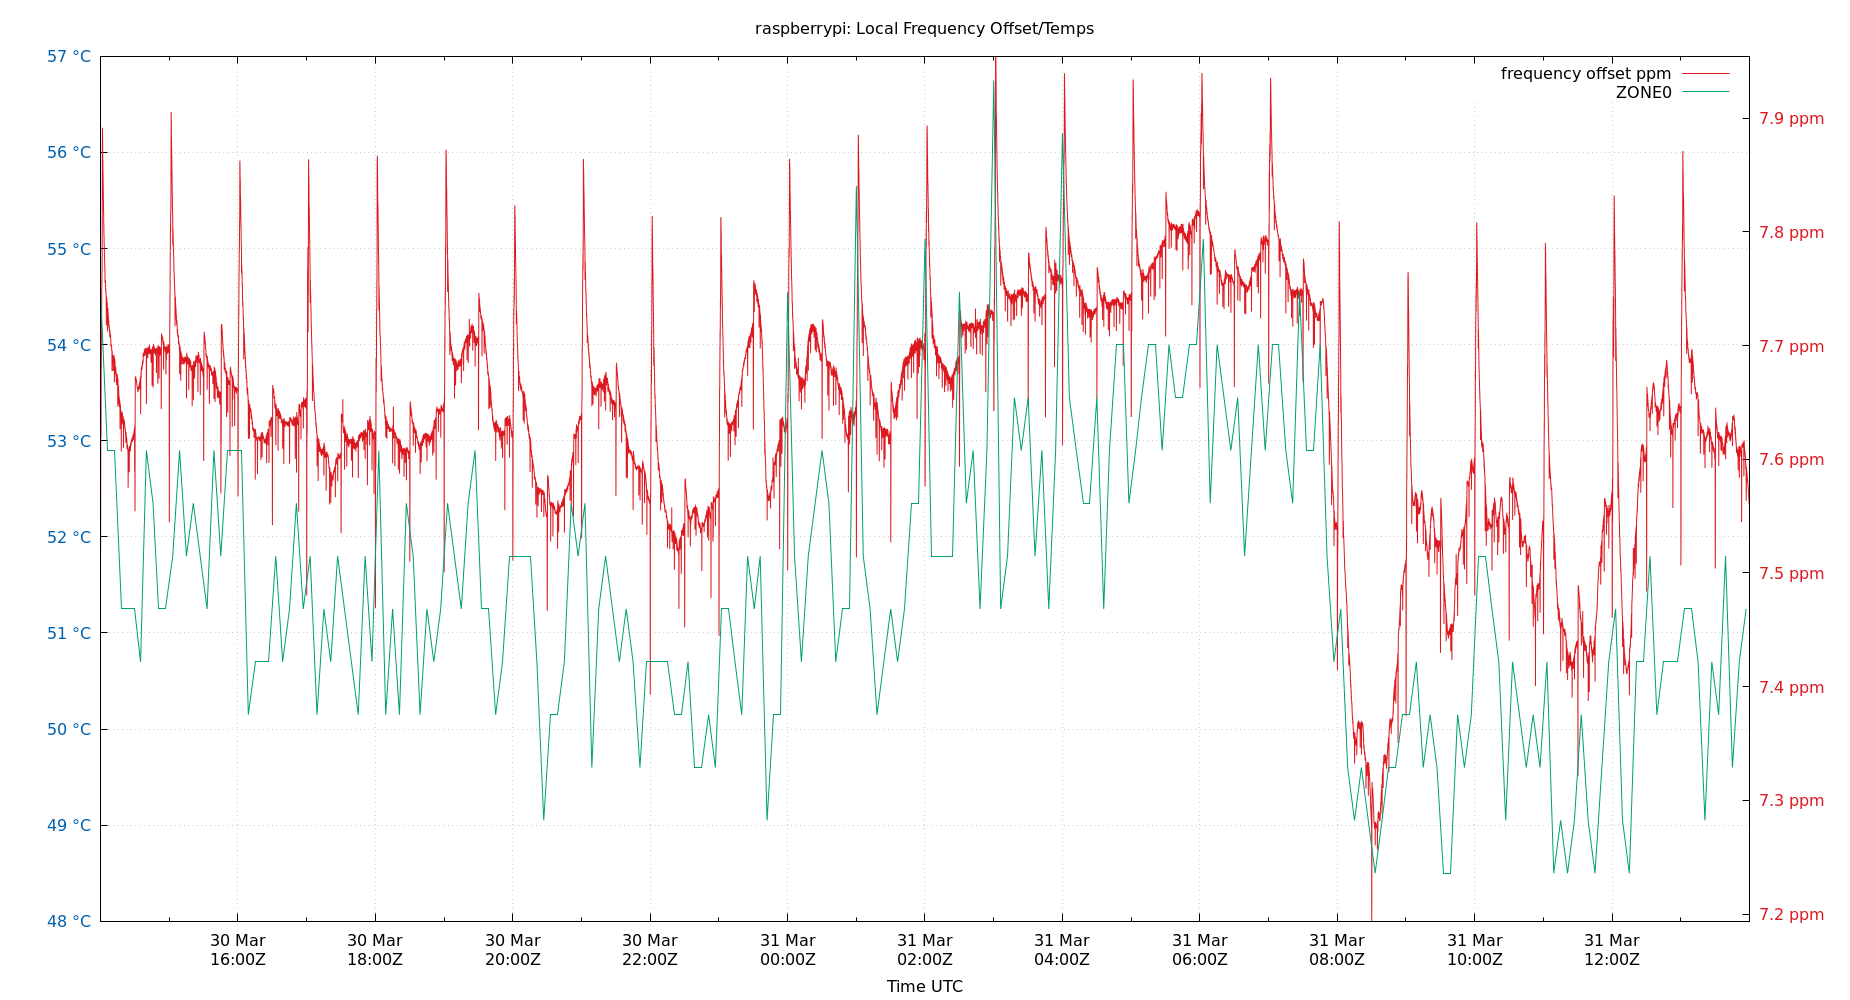 raspberrypi: Local Frequency Offset/Temps
57 °C
56 °C
55 °C
54 °C
53 °C
52 °C
51 °C
50 °C
49 °C
48 °C
frequency offset ppm
ZONE0
7.9 ppm
7.8 ppm
7.7 ppm
7.6 ppm
7.5 ppm
7.4 ppm
7.3 ppm
7.2 ppm
30 Mar
16:00Z
30 Mar
18:00Z
30 Mar
20:00Z
30 Mar
22:00Z
31 Mar
00:00Z
31 Mar
02:00Z
31 Mar
04:00Z
31 Mar
06:00Z
31 Mar
08:00Z
31 Mar
10:00Z
31 Mar
12:00Z
Time UTC